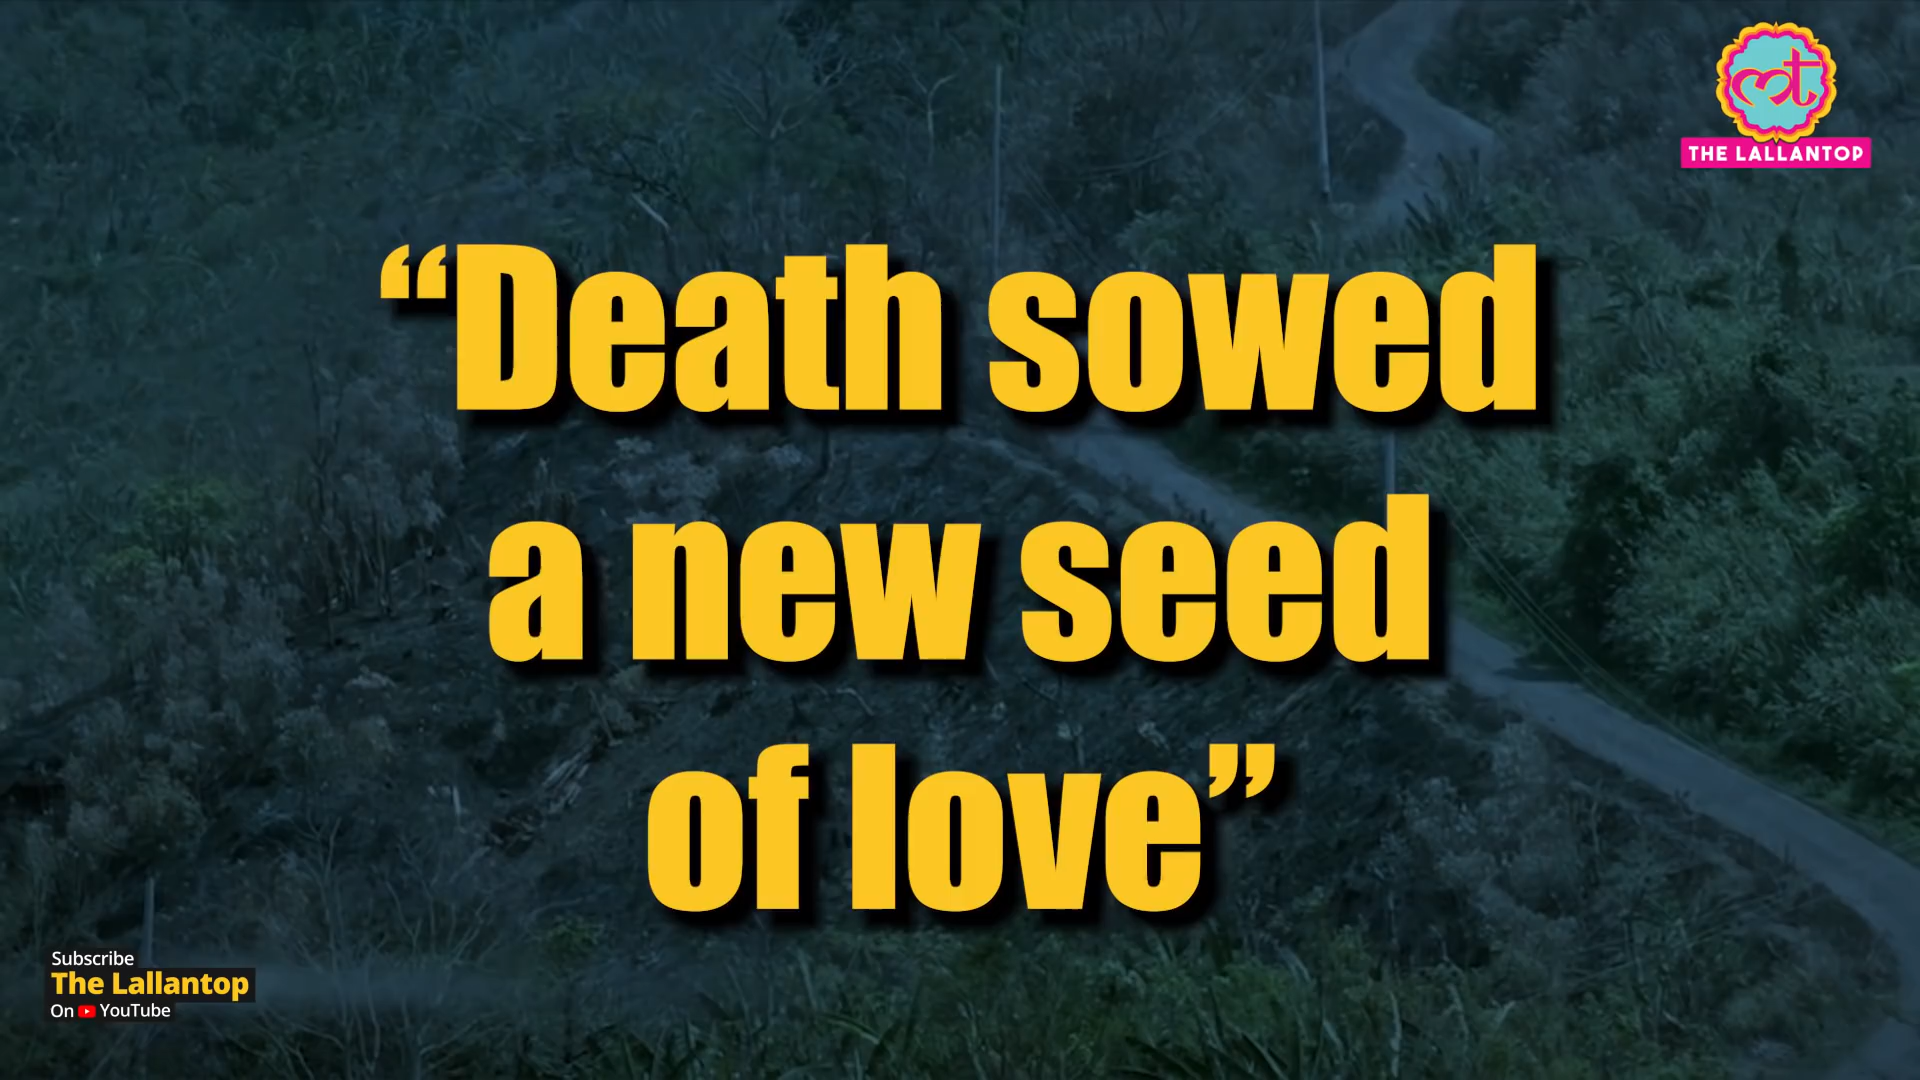 THE LALLANTOP
“Death sowed
a new seed
of love”
Subscribe
The Lallantop
On YouTube